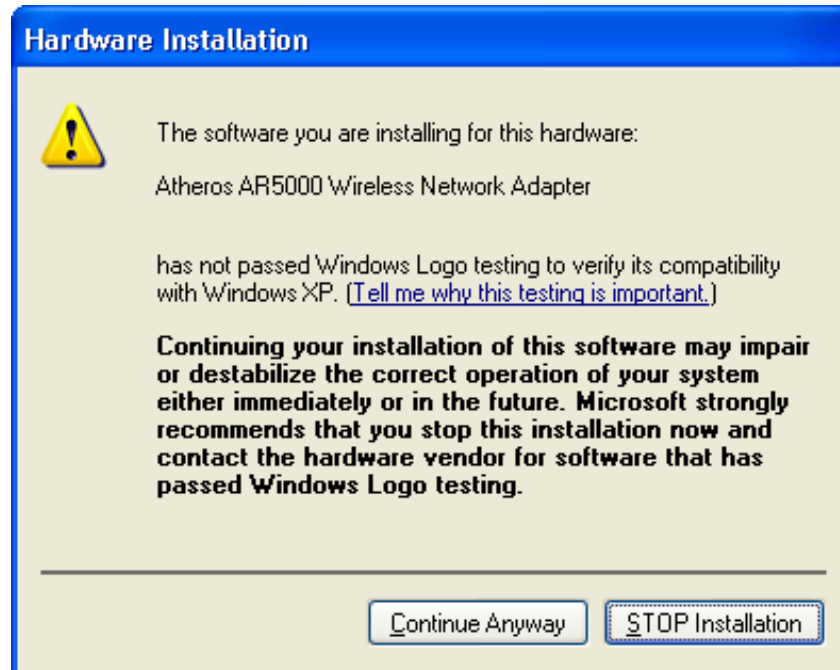 Hardware Installation
The software you are installing for this hardware:
Atheros AR5000 Wireless Network Adapter
has not passed Windows Logo testing to verify its compatibility
with Windows XP. (Tell me why this testing is important.)
Continuing your installation of this software may impair
or destabilize the correct operation of your system
either immediately or in the future. Microsoft strongly
recommends that you stop this installation now and
contact the hardware vendor for software that has
passed Windows Logo testing.
Continue Anyway
STOP Installation